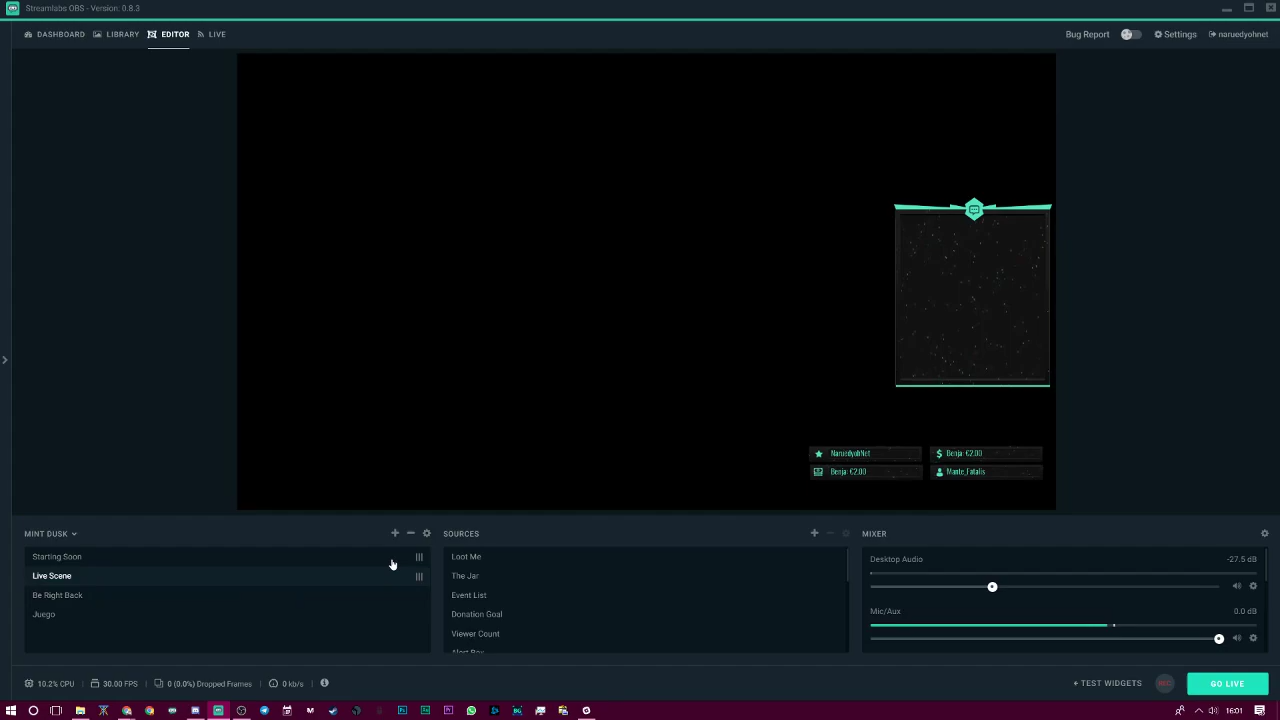 Streamlabs OBS - Version: 0.8.3
DASHBOARD LIBRARY EDITOR LIVE
Bug Report Settings naruedyohnet
NaruedyohNet $ Benja: €2.00
Benja: €2.00 Mante_Fatalis
MINT DUSK
Starting Soon
Live Scene
Be Right Back
Juego
SOURCES
Loot Me
The Jar
Event List
Donation Goal
Viewer Count
Alert Box
MIXER
Desktop Audio -27.5 dB
Mic/Aux 0.0 dB
10.2% CPU 30.00 FPS 0 (0.0%) Dropped Frames 0 kb/s
+ TEST WIDGETS REC GO LIVE
16:01